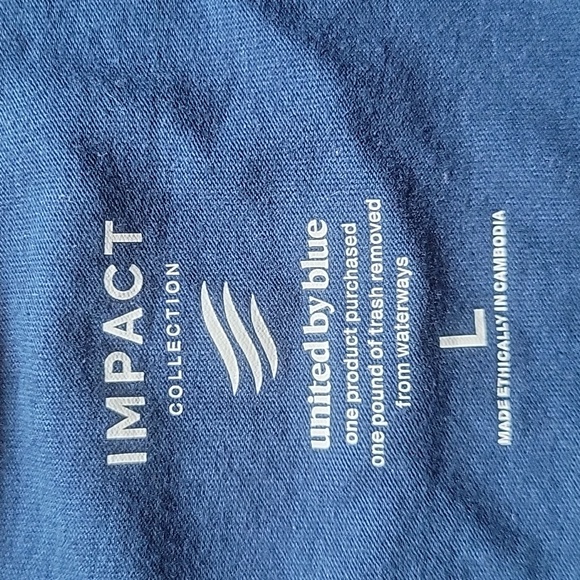 IMPACT
COLLECTION
united by blue
one product purchased
one pound of trash removed
from waterways
L
MADE ETHICALLY IN CAMBODIA